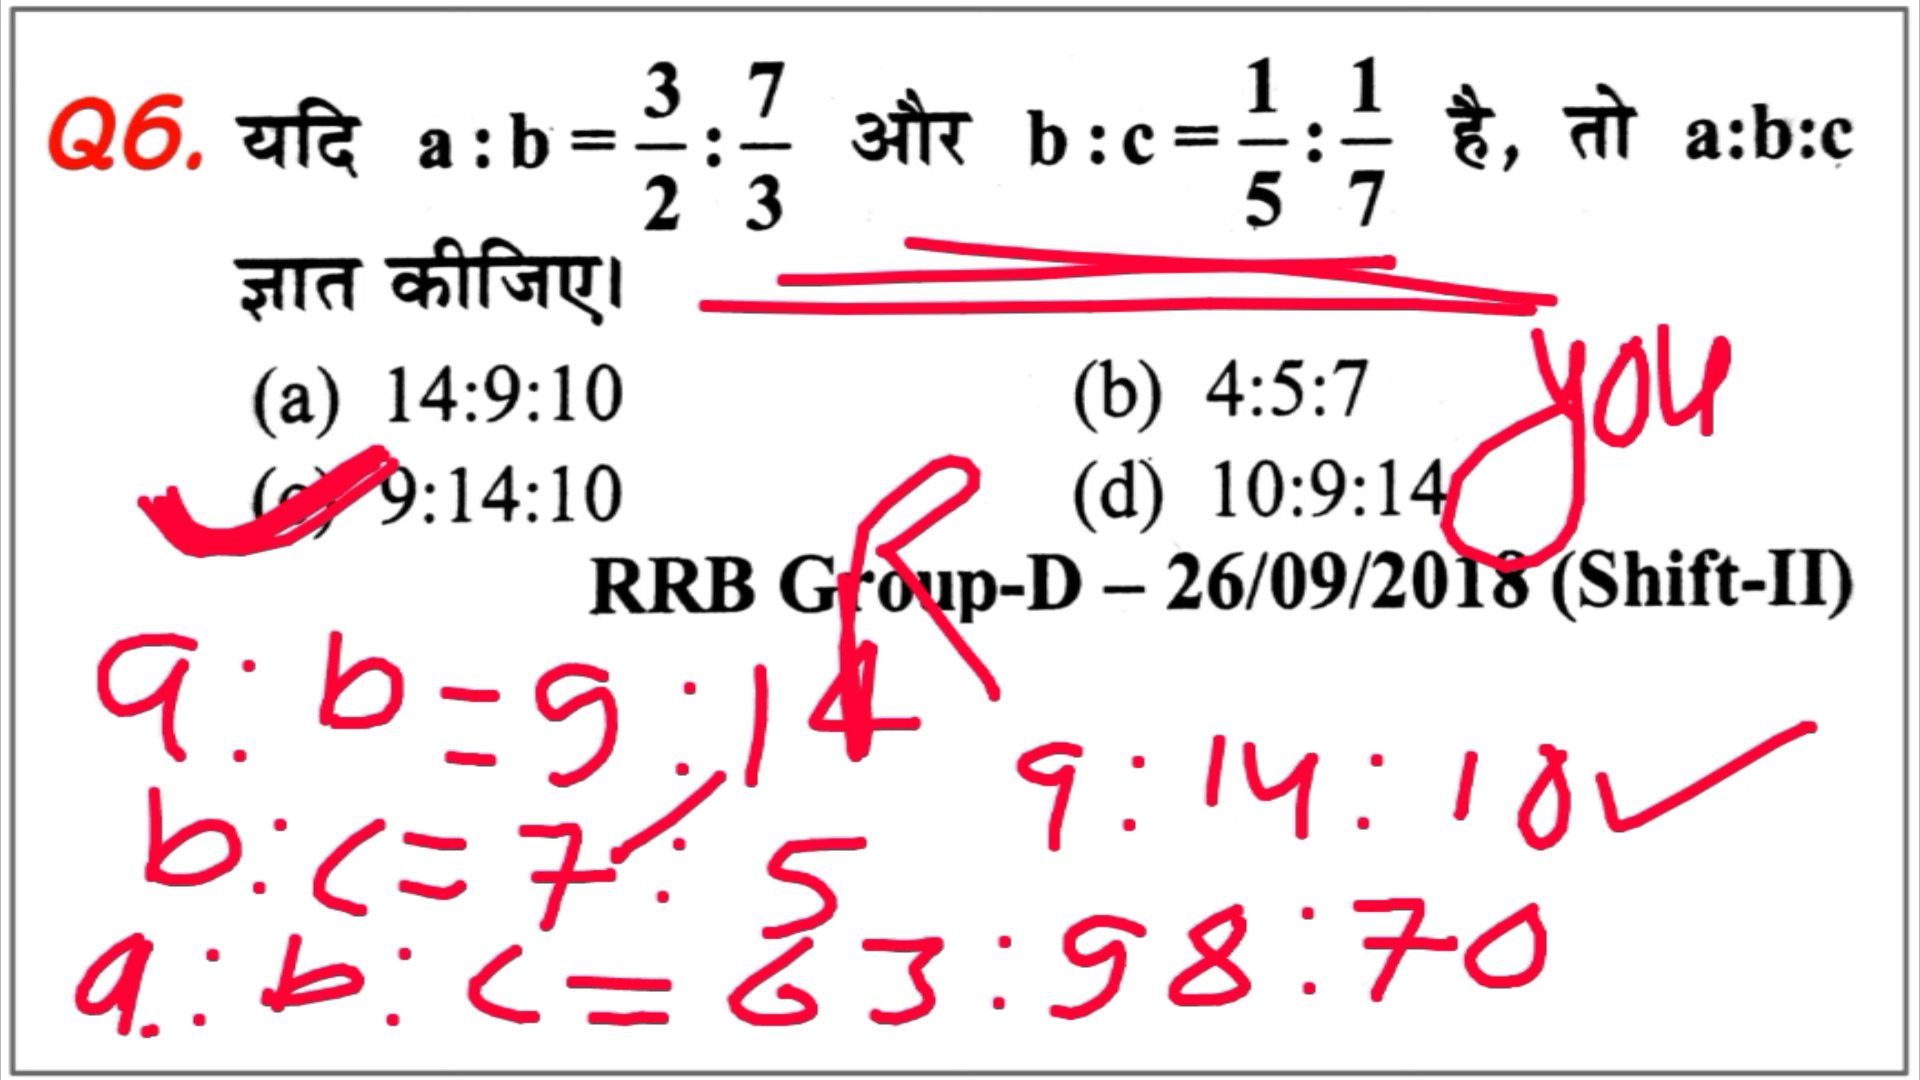 Q6. यदि a : b = 3/2 : 7/3 और b : c = 1/5 : 1/7 है, तो a:b:c
ज्ञात कीजिए।
(a) 14:9:10 (b) 4:5:7
you
(c) 9:14:10 (d) 10:9:14
R
RRB Group-D – 26/09/2018 (Shift-II)
a : b = 9 : 14
9 : 14 : 10
b : c = 7 : 5
a : b : c = 63 : 98 : 70